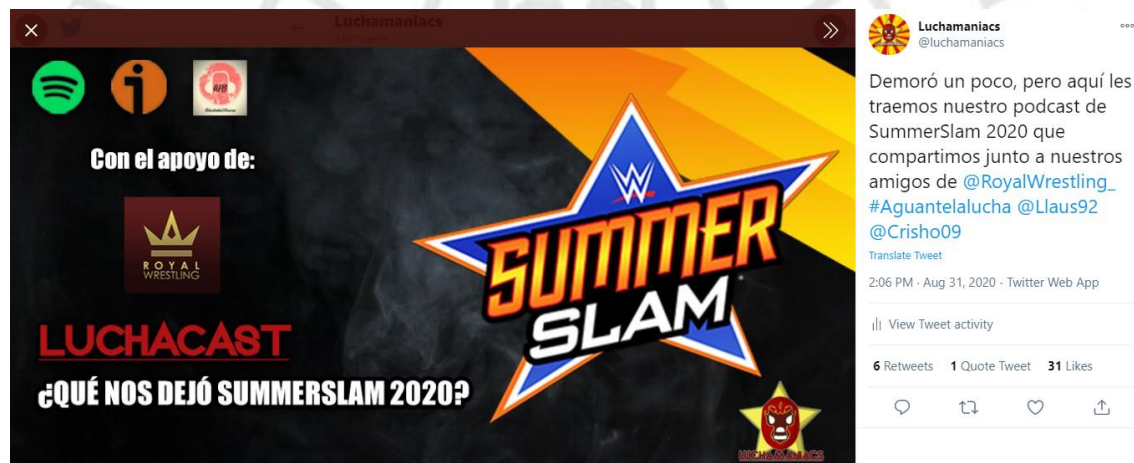 Luchamaniacs
Con el apoyo de:
ROYAL
WRESTLING
LUCHACAST
¿QUÉ NOS DEJÓ SUMMERSLAM 2020?
W
SUMMER
SLAM
LUCHAMANIACS
Luchamaniacs
@luchamaniacs
Demoró un poco, pero aquí les
traemos nuestro podcast de
SummerSlam 2020 que
compartimos junto a nuestros
amigos de @RoyalWrestling_
#Aguantelalucha @Llaus92
@Crisho09
Translate Tweet
2:06 PM · Aug 31, 2020 · Twitter Web App
View Tweet activity
6 Retweets 1 Quote Tweet 31 Likes